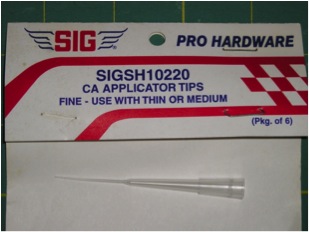 SIG®
PRO HARDWARE
SIGSH10220
CA APPLICATOR TIPS
FINE - USE WITH THIN OR MEDIUM
(Pkg. of 6)